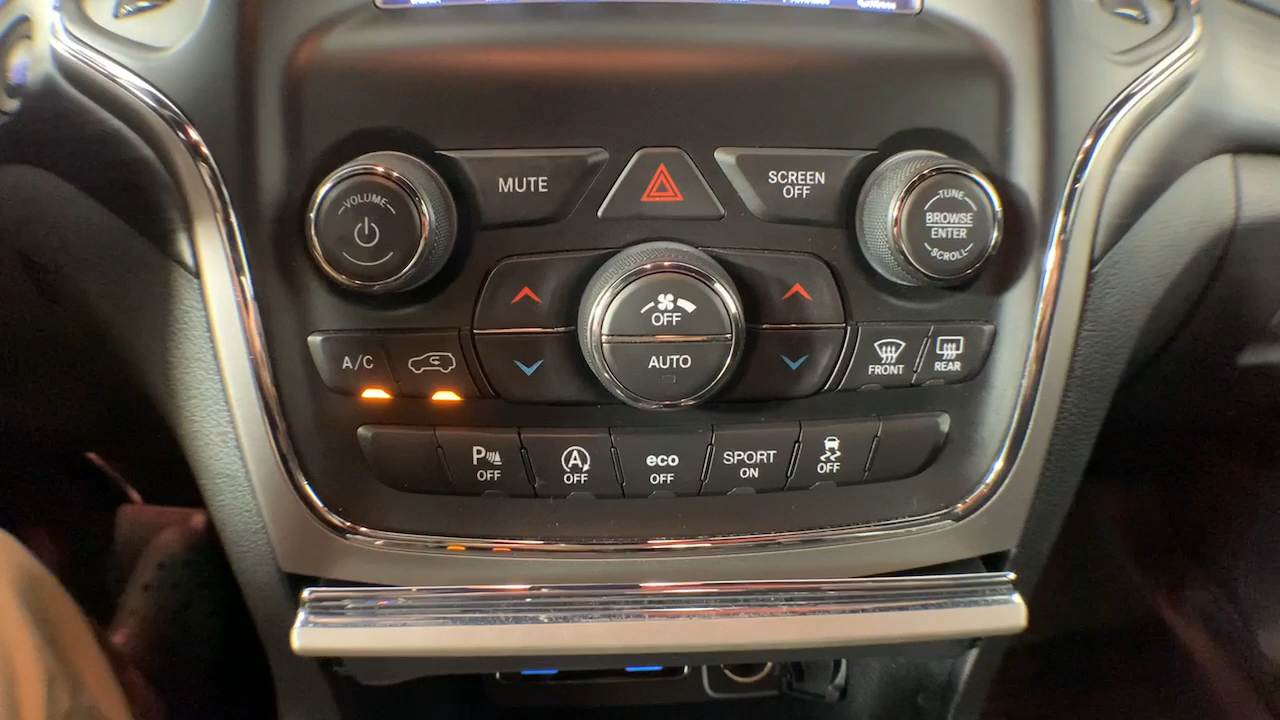 VOLUME
MUTE
SCREEN
OFF
TUNE
BROWSE
ENTER
SCROLL
OFF
AUTO
A/C
FRONT
REAR
P
OFF
A
OFF
eco
OFF
SPORT
ON
OFF